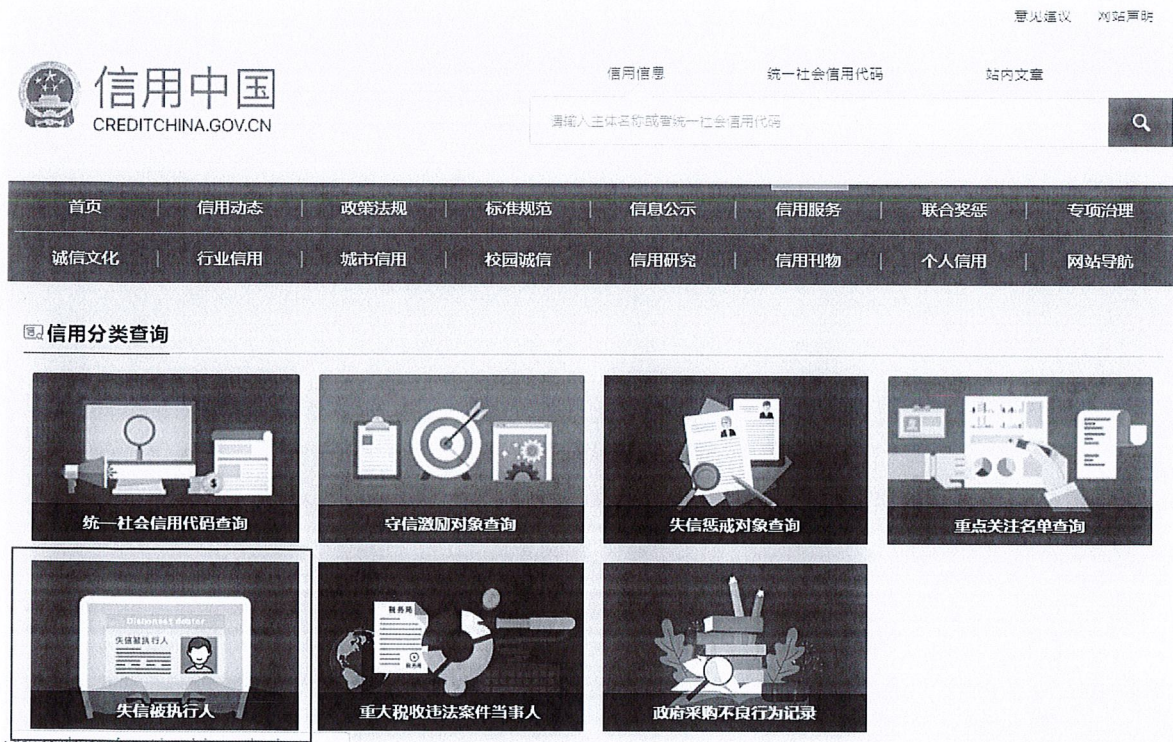 意见建议 网站声明
信用中国
CREDITCHINA.GOV.CN
信用信息 统一社会信用代码 站内文章
请输入主体名称或者统一社会信用代码
首页 信用动态 政策法规 标准规范 信息公示 信用服务 联合奖惩 专项治理
诚信文化 行业信用 城市信用 校园诚信 信用研究 信用刊物 个人信用 网站导航
信用分类查询
统一社会信用代码查询 守信激励对象查询 失信惩戒对象查询 重点关注名单查询
Dishonest debtor
失信被执行人
税务局
税务局
失信被执行人 重大税收违法案件当事人 政府采购不良行为记录